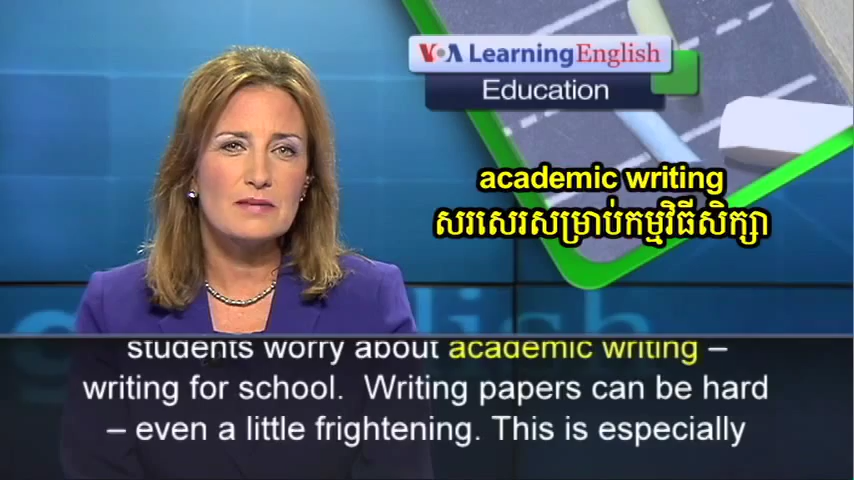 VOA Learning English
Education
academic writing
សរសេរសម្រាប់កម្មវិធីសិក្សា
students worry about academic writing –
writing for school.  Writing papers can be hard
– even a little frightening. This is especially